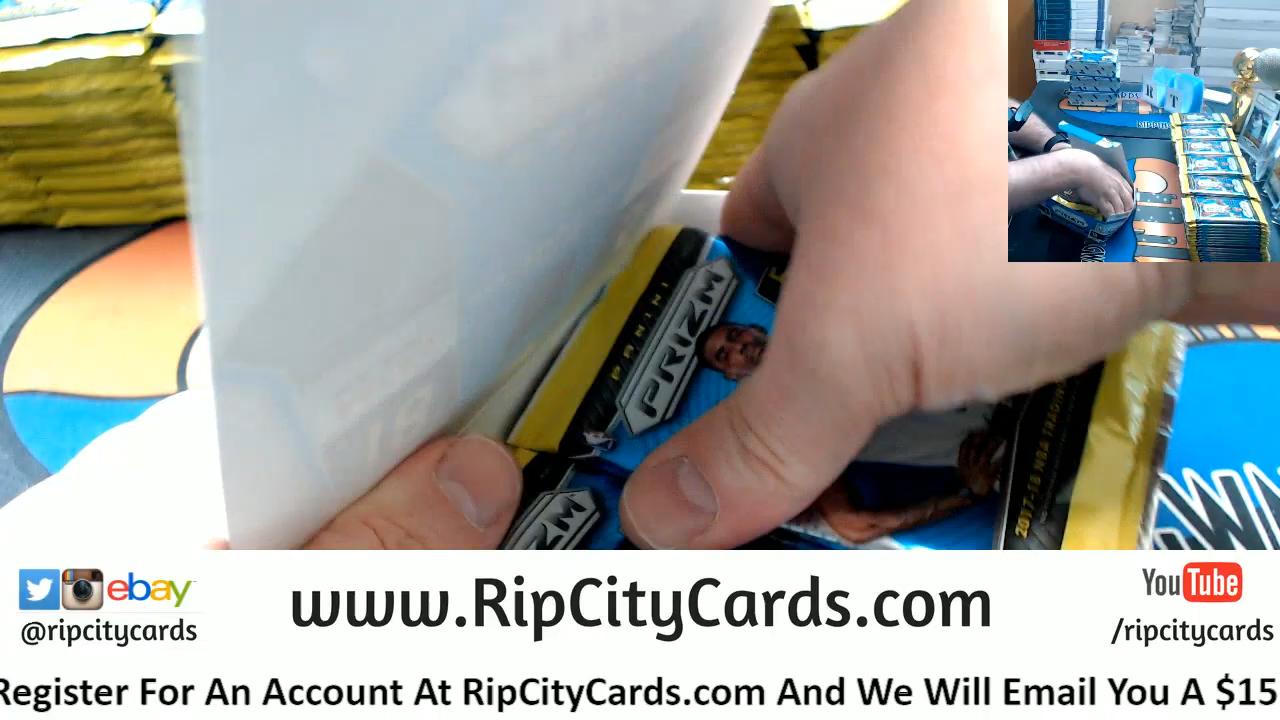 PANINI
PRIZM
2017-18 NBA TRADING
ebay
@ripcitycards
www.RipCityCards.com
YouTube
/ripcitycards
Register For An Account At RipCityCards.com And We Will Email You A $15